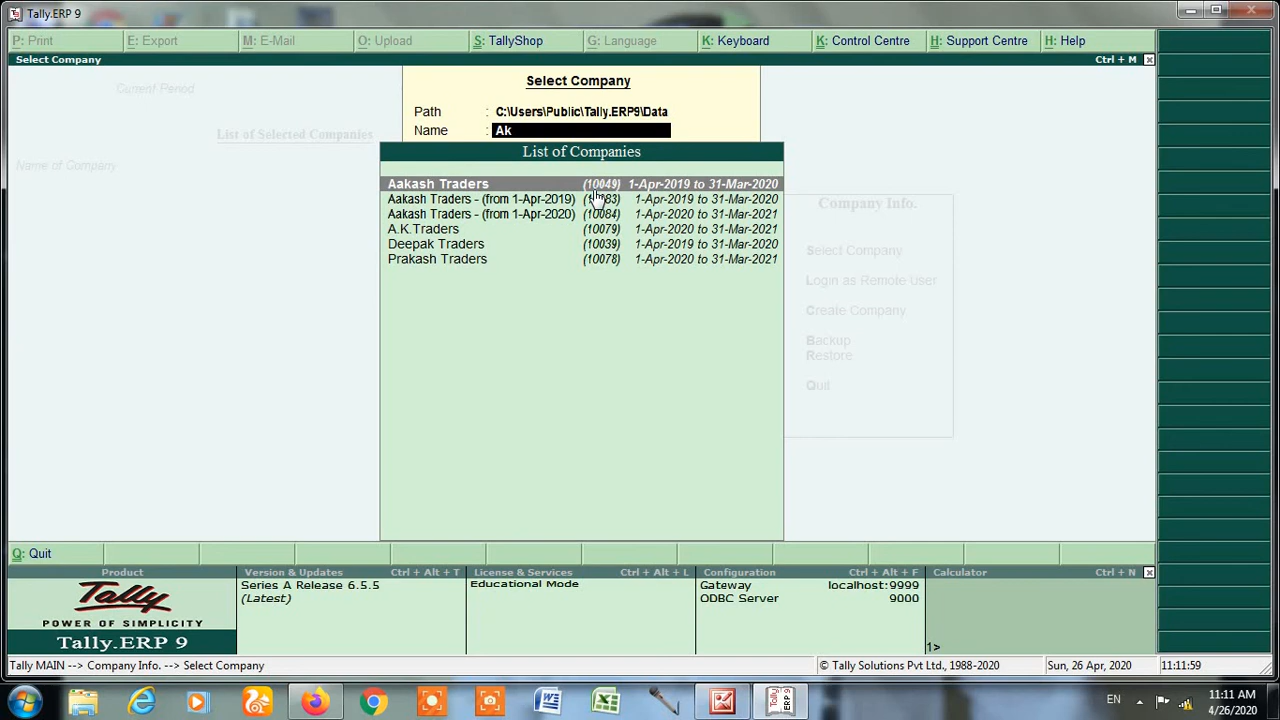 Tally.ERP 9
P: Print E: Export M: E-Mail O: Upload S: TallyShop G: Language K: Keyboard K: Control Centre H: Support Centre H: Help
Select Company Ctrl + M
Current Period
List of Selected Companies
Name of Company
Select Company
Path : C:\Users\Public\Tally.ERP9\Data
Name : Ak
List of Companies
Aakash Traders (10049) 1-Apr-2019 to 31-Mar-2020
Aakash Traders - (from 1-Apr-2019) 1-Apr-2019 to 31-Mar-2020
Aakash Traders - (from 1-Apr-2020) (10084) 1-Apr-2020 to 31-Mar-2021
A.K.Traders (10079) 1-Apr-2020 to 31-Mar-2021
Deepak Traders (10039) 1-Apr-2019 to 31-Mar-2020
Prakash Traders (10078) 1-Apr-2020 to 31-Mar-2021
Company Info.
Select Company
Login as Remote User
Create Company
Backup
Restore
Quit
Q: Quit
Product
Tally
POWER OF SIMPLICITY
Tally.ERP 9
Version & Updates Ctrl + Alt + T
Series A Release 6.5.5
(Latest)
License & Services Ctrl + Alt + L
Educational Mode
Configuration Ctrl + Alt + F
Gateway localhost:9999
ODBC Server 9000
Calculator Ctrl + N
1>
Tally MAIN --> Company Info. --> Select Company © Tally Solutions Pvt Ltd., 1988-2020 Sun, 26 Apr, 2020 11:11:59
EN 11:11 AM
4/26/2020